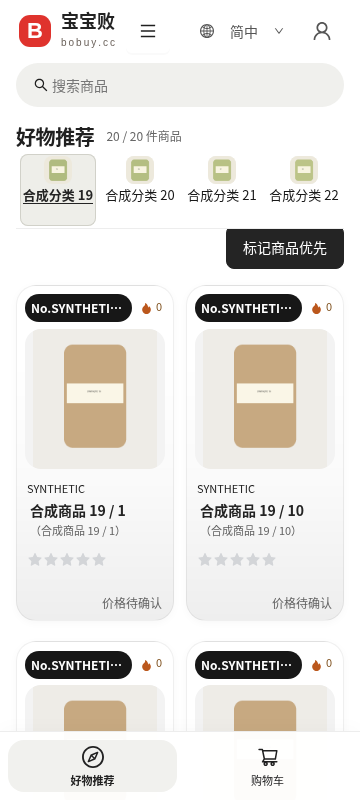 B 宝宝败
bobuy.cc
简中
搜索商品
好物推荐 20 / 20 件商品
合成分类 19 合成分类 20 合成分类 21 合成分类 22
标记商品优先
No.SYNTHETI… 0 No.SYNTHETI… 0
SYNTHETIC SYNTHETIC
合成商品 19 / 1 合成商品 19 / 10
（合成商品 19 / 1） （合成商品 19 / 10）
价格待确认 价格待确认
No.SYNTHETI… 0 No.SYNTHETI… 0
好物推荐 购物车